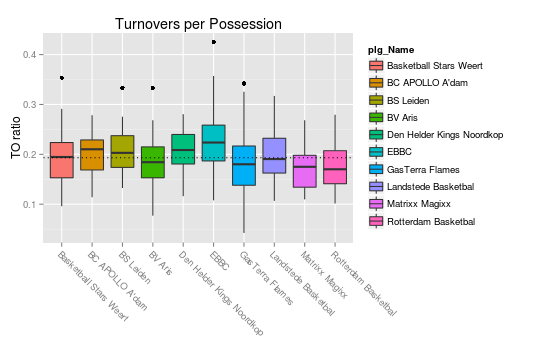 Turnovers per Possession
TO ratio
0.4
0.3
0.2
0.1
Basketball Stars Weert
BC APOLLO A'dam
BS Leiden
BV Aris
Den Helder Kings Noordkop
EBBC
GasTerra Flames
Landstede Basketbal
Matrixx Magixx
Rotterdam Basketbal
plg_Name
Basketball Stars Weert
BC APOLLO A'dam
BS Leiden
BV Aris
Den Helder Kings Noordkop
EBBC
GasTerra Flames
Landstede Basketbal
Matrixx Magixx
Rotterdam Basketbal